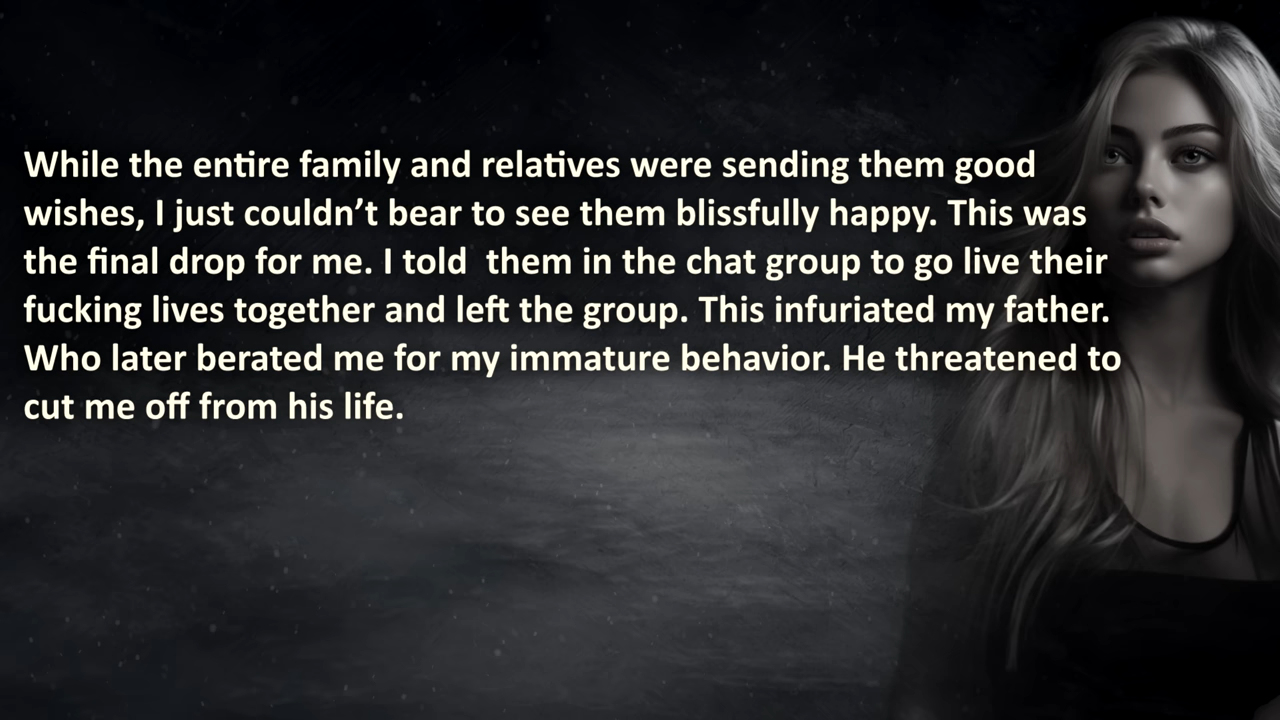 While the entire family and relatives were sending them good
wishes, I just couldn’t bear to see them blissfully happy. This was
the final drop for me. I told  them in the chat group to go live their
fucking lives together and left the group. This infuriated my father.
Who later berated me for my immature behavior. He threatened to
cut me off from his life.